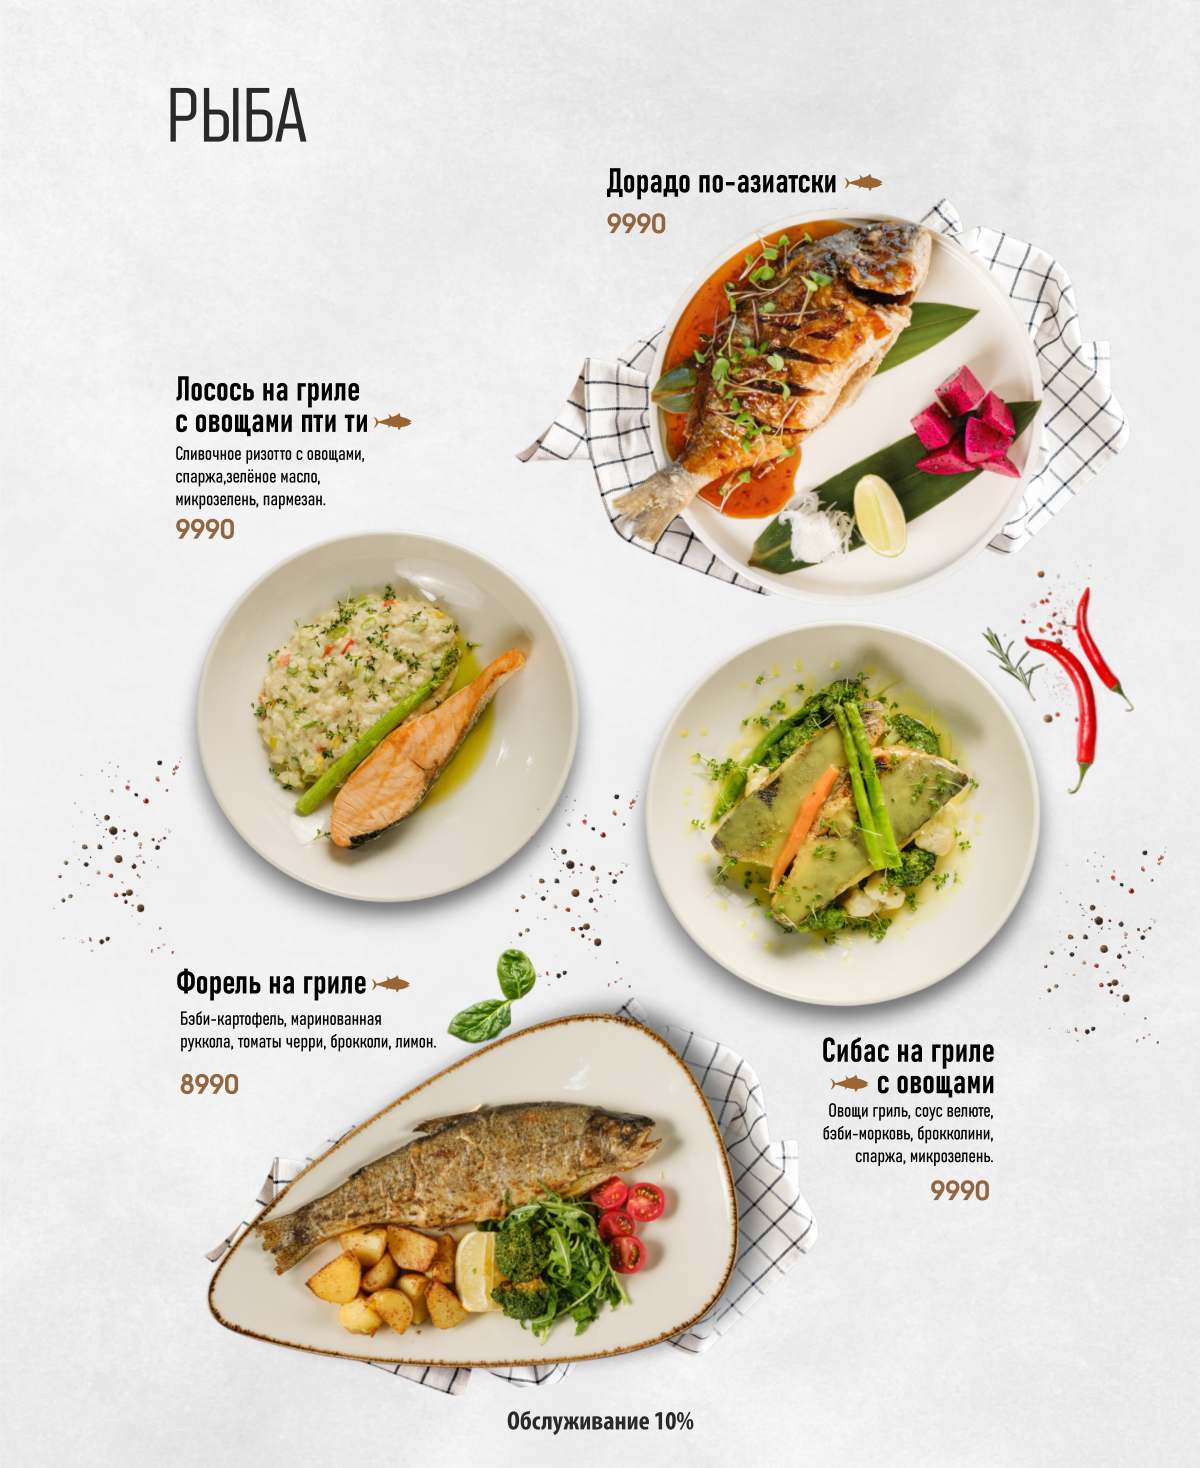 РЫБА
Дорадо по-азиатски
9990
Лосось на гриле
с овощами пти ти
Сливочное ризотто с овощами,
спаржа,зелёное масло,
микрозелень, пармезан.
9990
Форель на гриле
Бэби-картофель, маринованная
руккола, томаты черри, брокколи, лимон.
8990
Сибас на гриле
с овощами
Овощи гриль, соус велюте,
бэби-морковь, брокколини,
спаржа, микрозелень.
9990
Обслуживание 10%